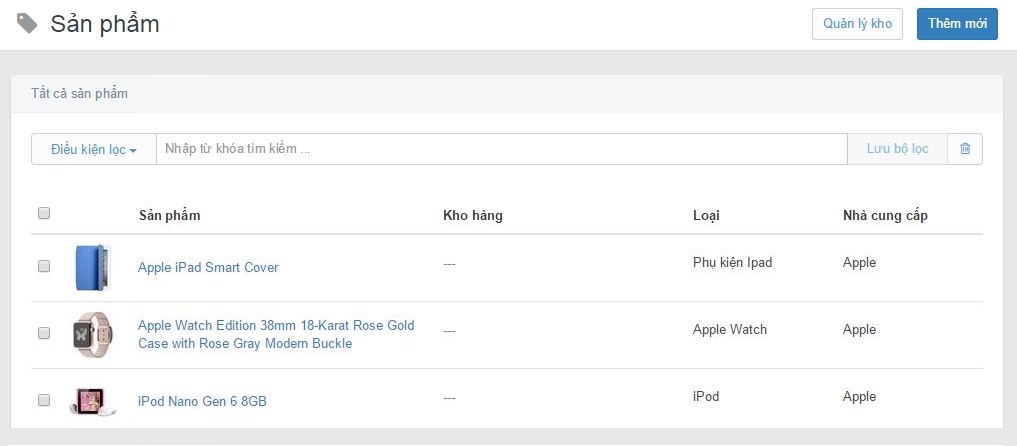 Sản phẩm
Quản lý kho
Thêm mới
Tất cả sản phẩm
Điều kiện lọc
Nhập từ khóa tìm kiếm ...
Lưu bộ lọc
Sản phẩm
Kho hàng
Loại
Nhà cung cấp
Apple iPad Smart Cover
---
Phụ kiện Ipad
Apple
Apple Watch Edition 38mm 18-Karat Rose Gold
Case with Rose Gray Modern Buckle
---
Apple Watch
Apple
iPod Nano Gen 6 8GB
---
iPod
Apple